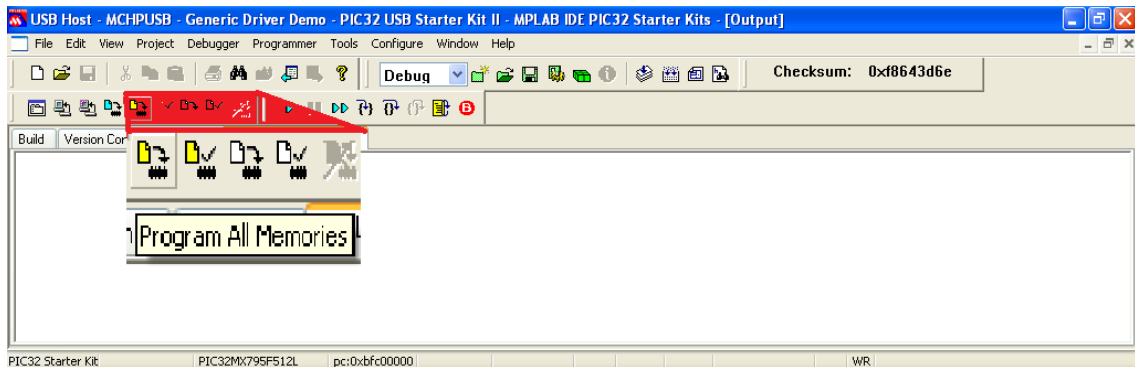 USB Host - MCHPUSB - Generic Driver Demo - PIC32 USB Starter Kit II - MPLAB IDE PIC32 Starter Kits - [Output]
File Edit View Project Debugger Programmer Tools Configure Window Help
Debug Checksum: 0xf8643d6e
Build Version Con
Program All Memories
PIC32 Starter Kit PIC32MX795F512L pc:0xbfc00000 WR